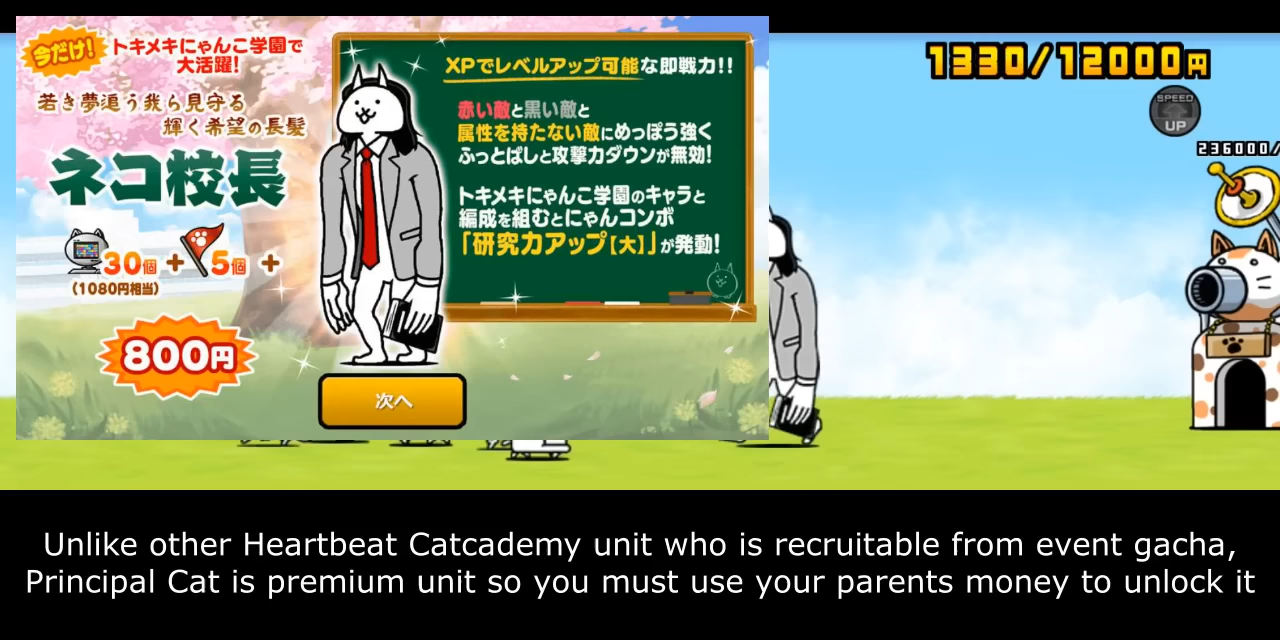 今だけ!
トキメキにゃんこ学園で
大活躍!
若き夢追う我ら見守る
輝く希望の長髪
ネコ校長
30個 + 5個 +
(1080円相当)
800円
XPでレベルアップ可能な即戦力!!
赤い敵と黒い敵と
属性を持たない敵にめっぽう強く
ふっとばしと攻撃力ダウンが無効!
トキメキにゃんこ学園のキャラと
編成を組むとにゃんコンボ
「研究力アップ【大】」が発動!
次へ
1330/12000円
SPEED
UP
236000/
Unlike other Heartbeat Catcademy unit who is recruitable from event gacha,
Principal Cat is premium unit so you must use your parents money to unlock it